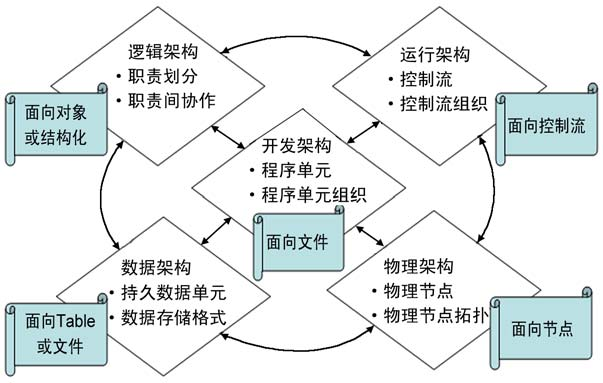 逻辑架构
• 职责划分
• 职责间协作
面向对象
或结构化
运行架构
• 控制流
• 控制流组织
面向控制流
开发架构
• 程序单元
• 程序单元组织
面向文件
数据架构
• 持久数据单元
• 数据存储格式
面向Table
或文件
物理架构
• 物理节点
• 物理节点拓扑
面向节点